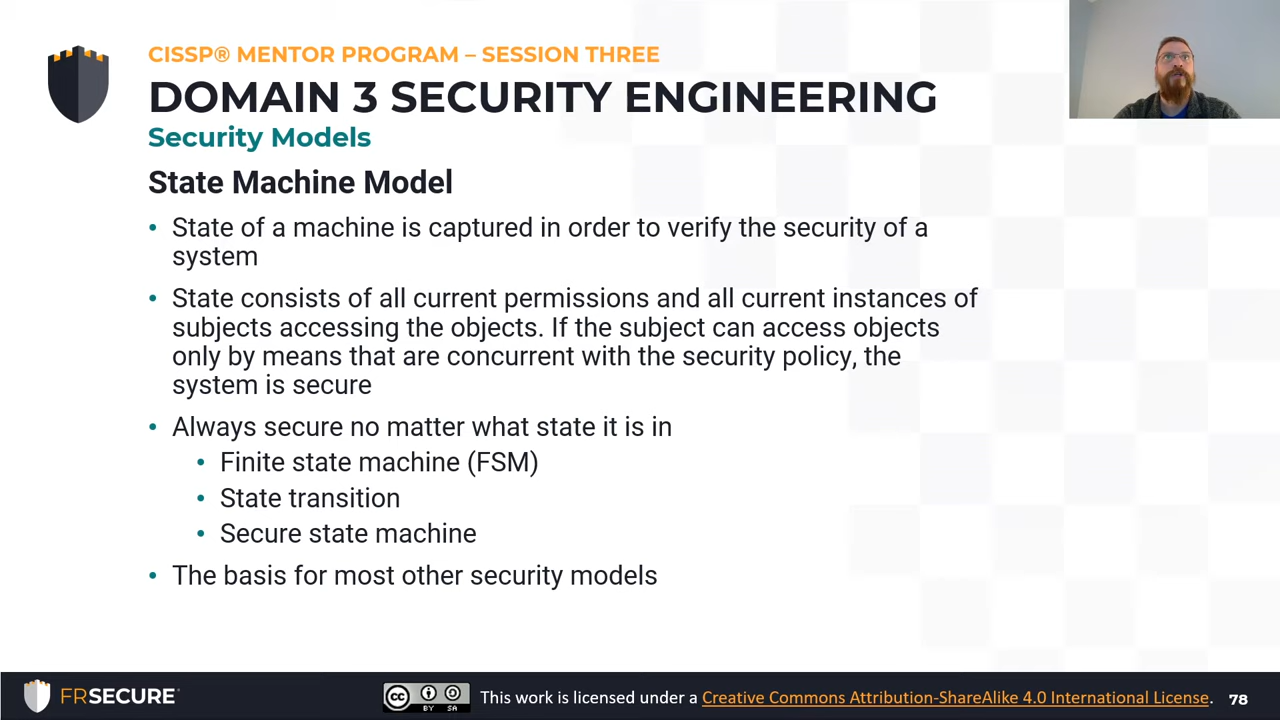 CISSP® MENTOR PROGRAM – SESSION THREE
DOMAIN 3 SECURITY ENGINEERING
Security Models
State Machine Model
• State of a machine is captured in order to verify the security of a
system
• State consists of all current permissions and all current instances of
subjects accessing the objects. If the subject can access objects
only by means that are concurrent with the security policy, the
system is secure
• Always secure no matter what state it is in
• Finite state machine (FSM)
• State transition
• Secure state machine
• The basis for most other security models
FRSECURE
cc BY SA
This work is licensed under a Creative Commons Attribution-ShareAlike 4.0 International License.
78